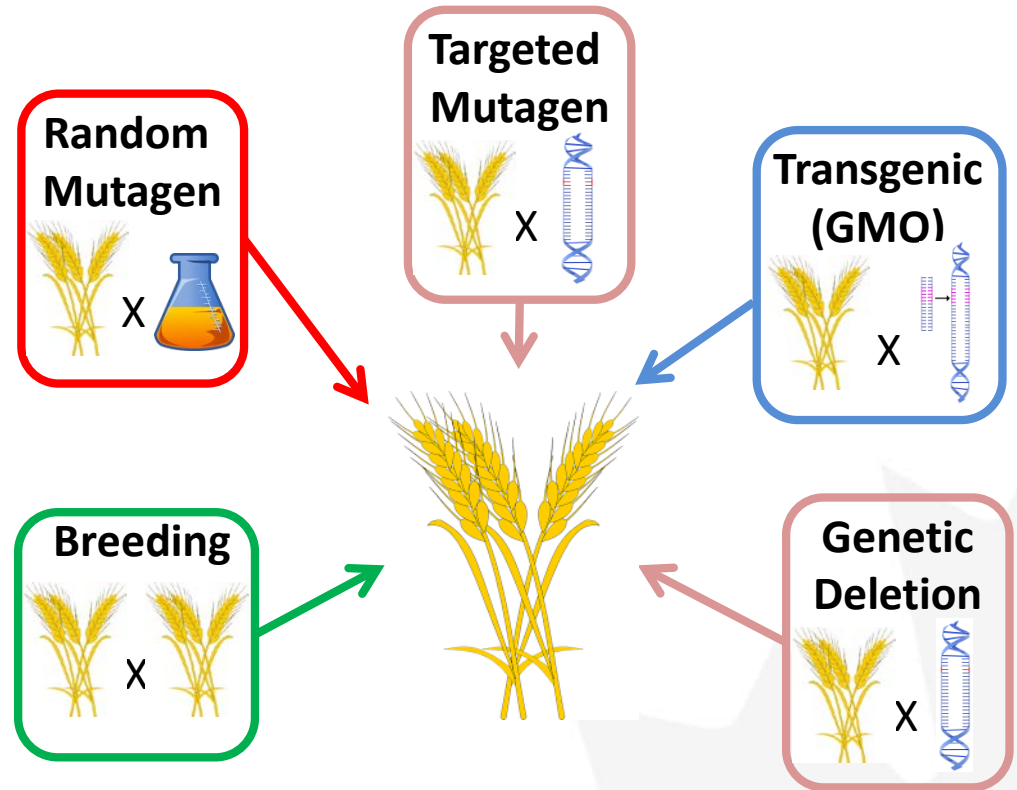 Targeted
Mutagen
X
Random
Mutagen
X
Transgenic
(GMO)
X
Breeding
X
Genetic
Deletion
X